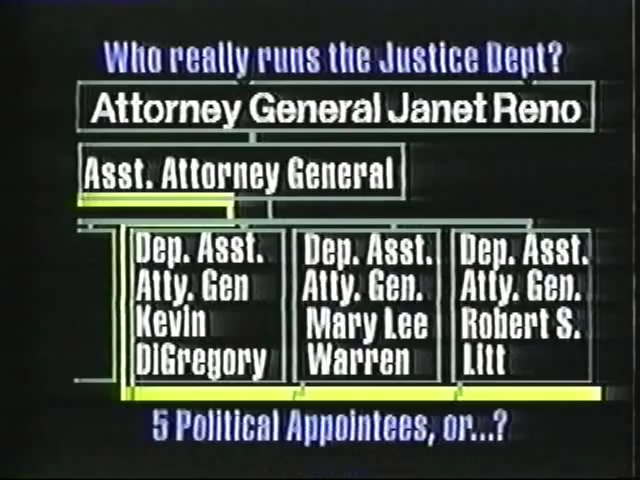 Who really runs the Justice Dept?
Attorney General Janet Reno
Asst. Attorney General
Dep. Asst.
Atty. Gen
Kevin
DiGregory
Dep. Asst.
Atty. Gen.
Mary Lee
Warren
Dep. Asst.
Atty. Gen.
Robert S.
Litt
5 Political Appointees, or...?